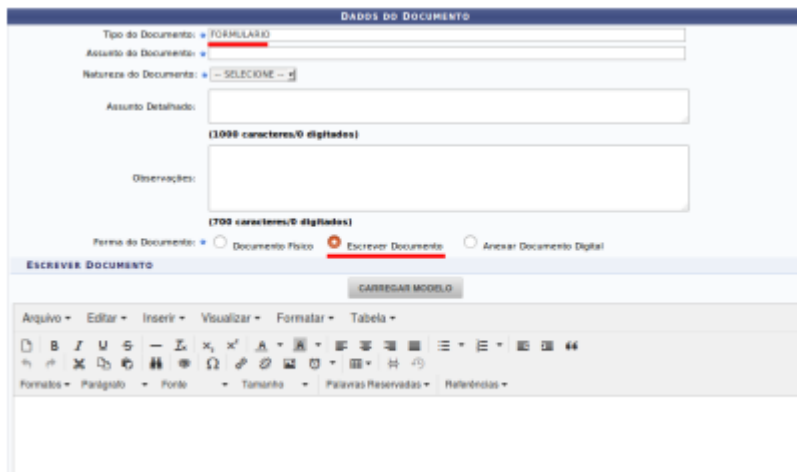 DADOS DO DOCUMENTO
Tipo do Documento: FORMULARIO
Assunto do Documento:
Natureza do Documento: -- SELECIONE --
Assunto Detalhado:
(1000 caracteres/0 digitados)
Observações:
(700 caracteres/0 digitados)
Forma do Documento: Documento Físico Escrever Documento Anexar Documento Digital
ESCREVER DOCUMENTO
CARREGAR MODELO
Arquivo Editar Inserir Visualizar Formatar Tabela
Formatos Parágrafo Fonte Tamanho Palavras Reservadas Referências